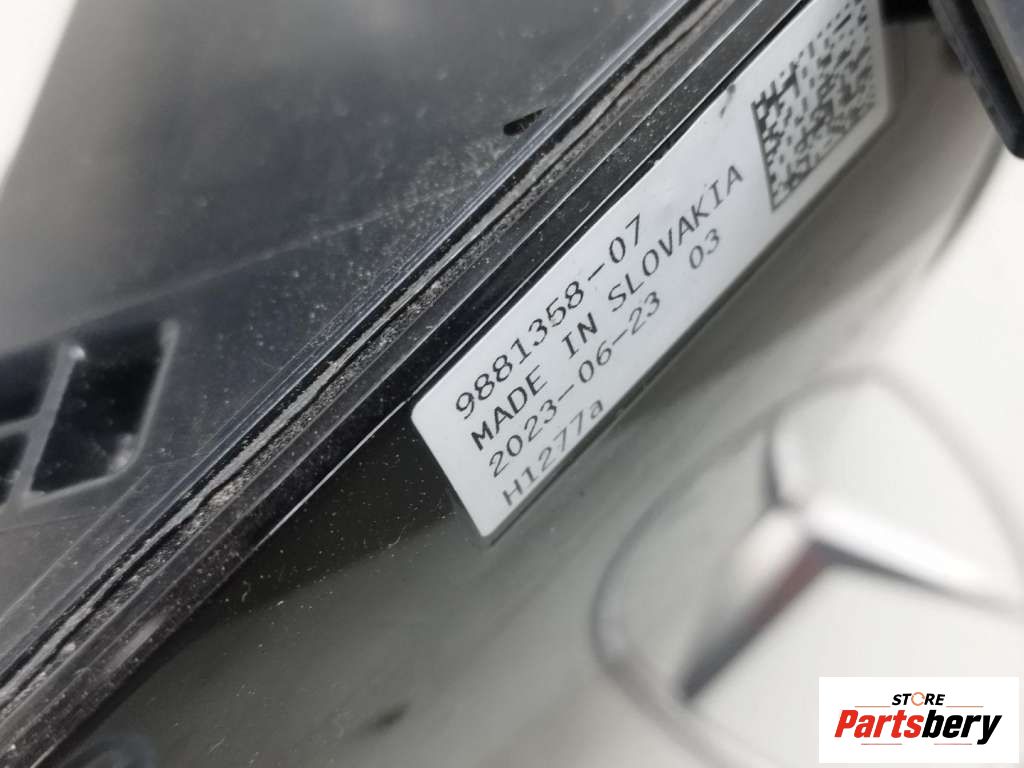 9881358-07
MADE IN SLOVAKIA
2023-06-23 03
H1277a
STORE
Partsbery